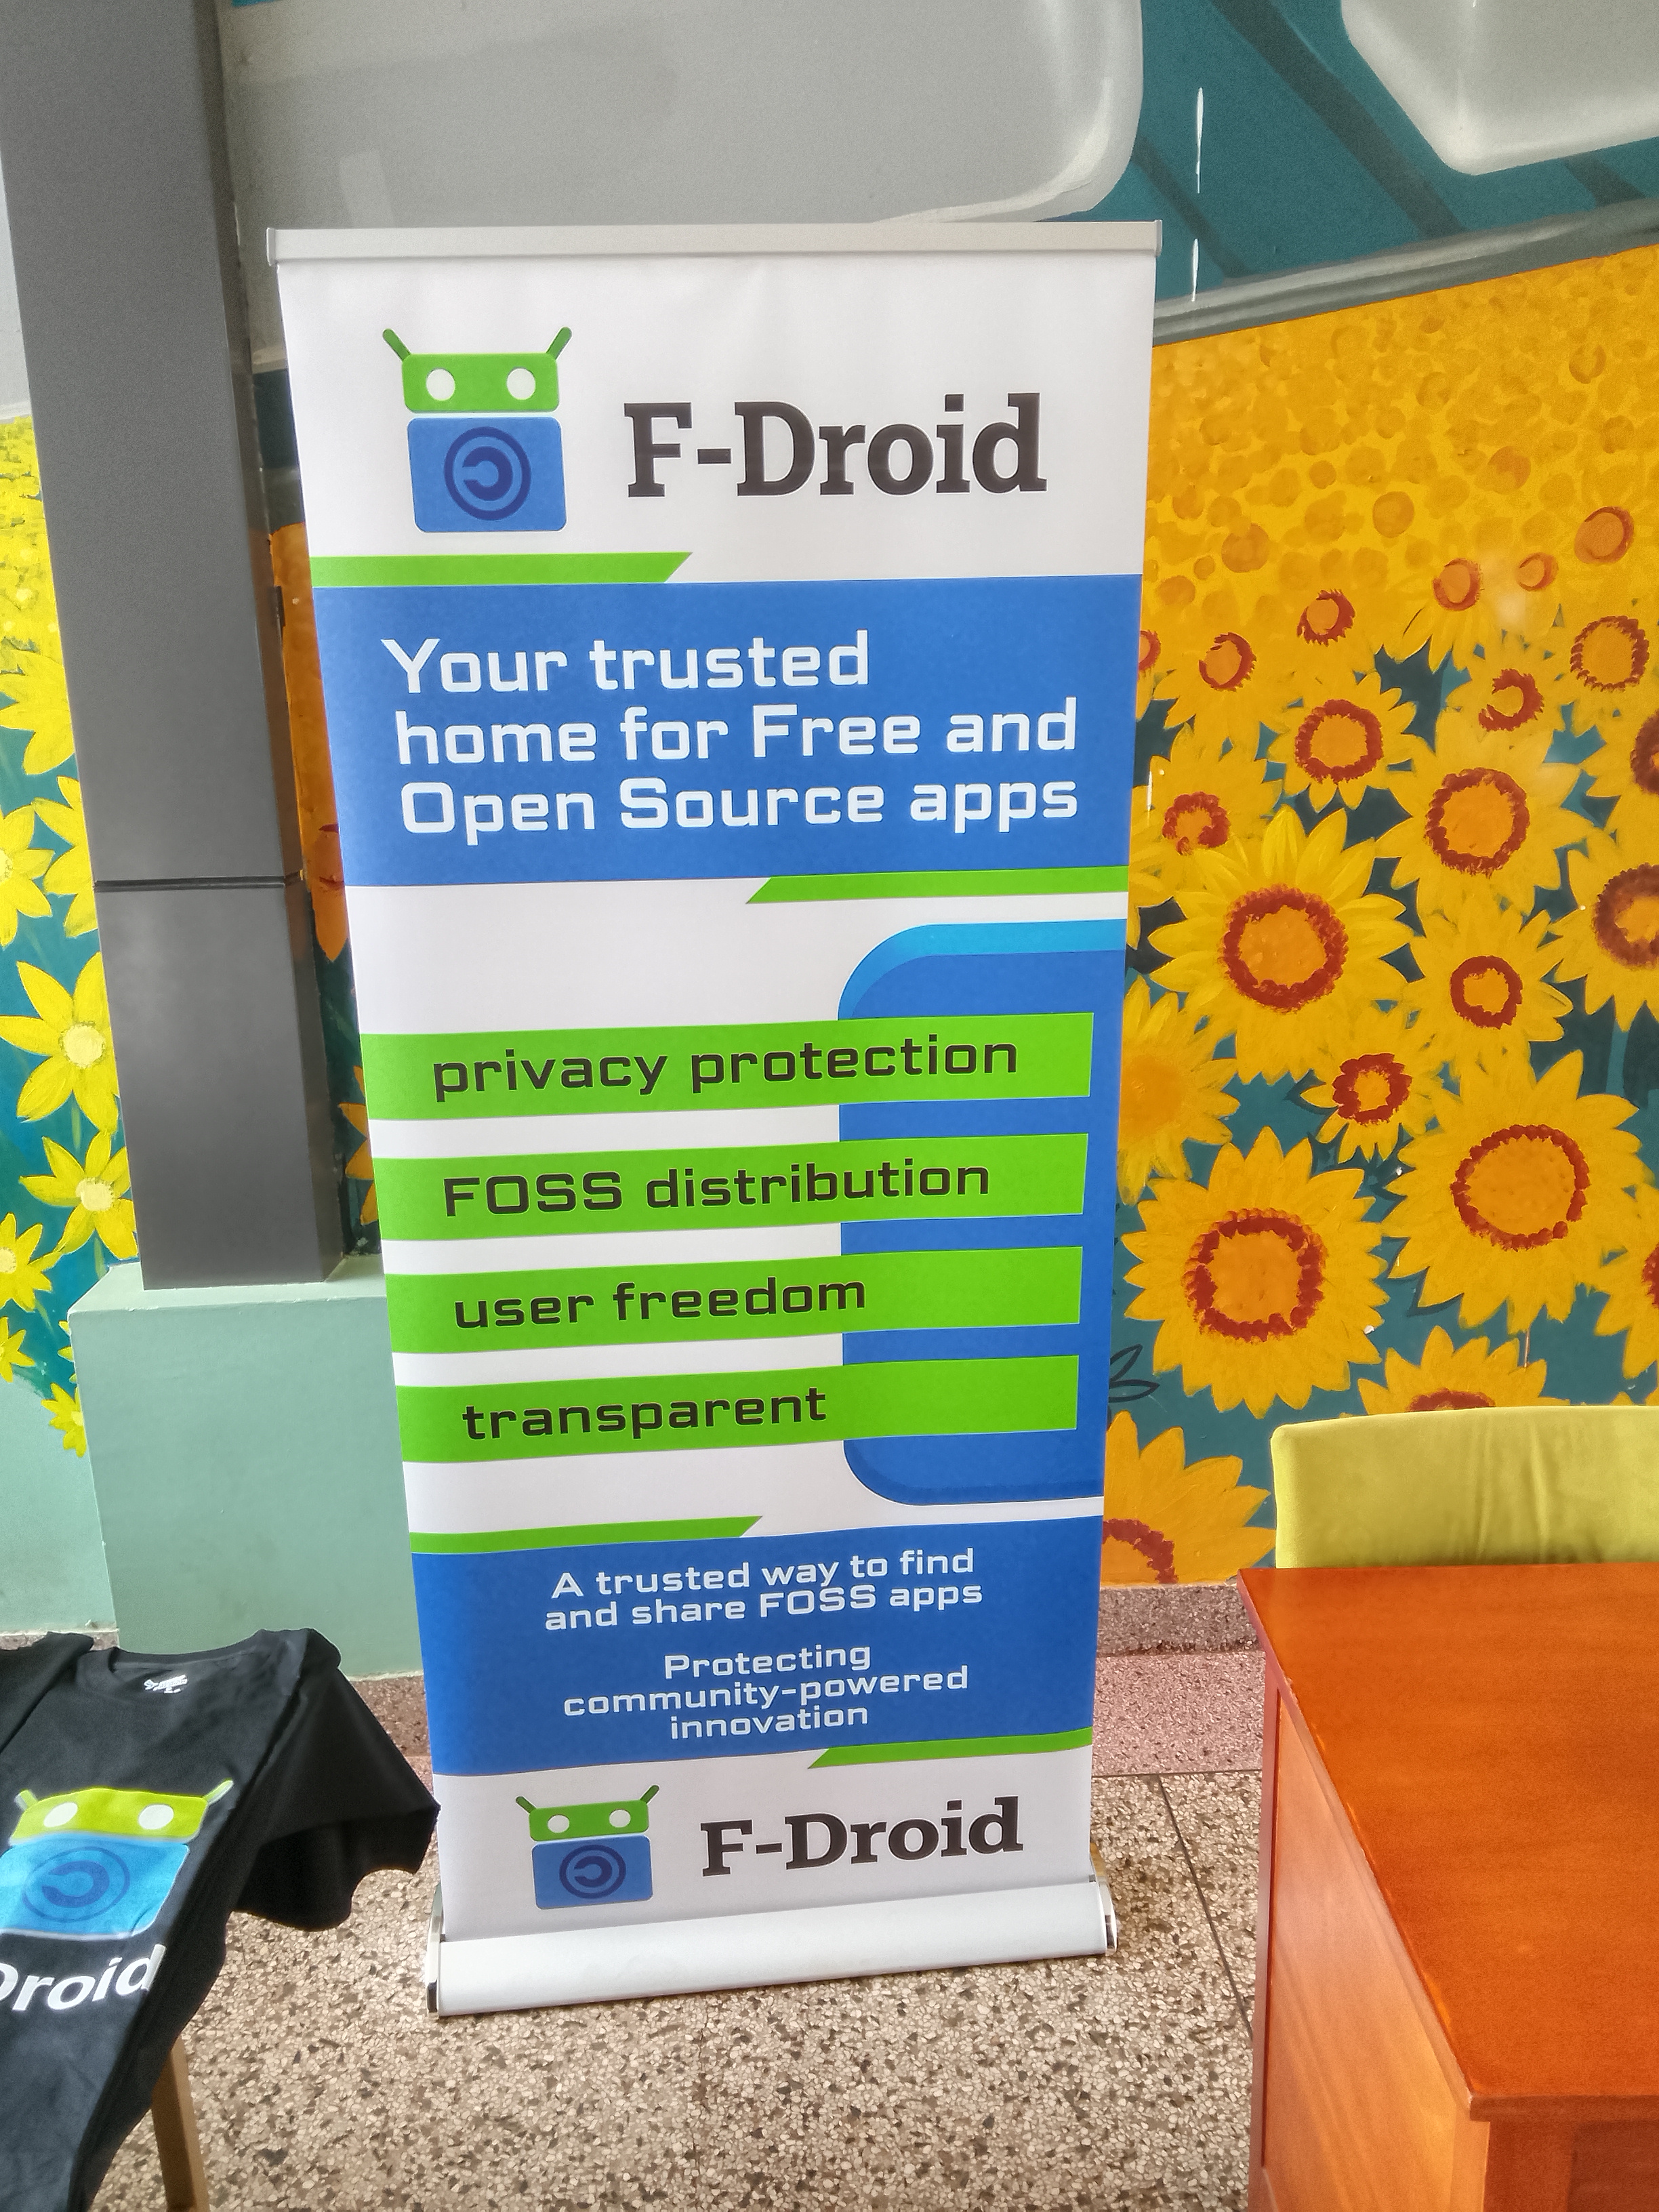 F-Droid
Your trusted
home for Free and
Open Source apps
privacy protection
FOSS distribution
user freedom
transparent
A trusted way to find
and share FOSS apps
Protecting
community-powered
innovation
F-Droid
Droid